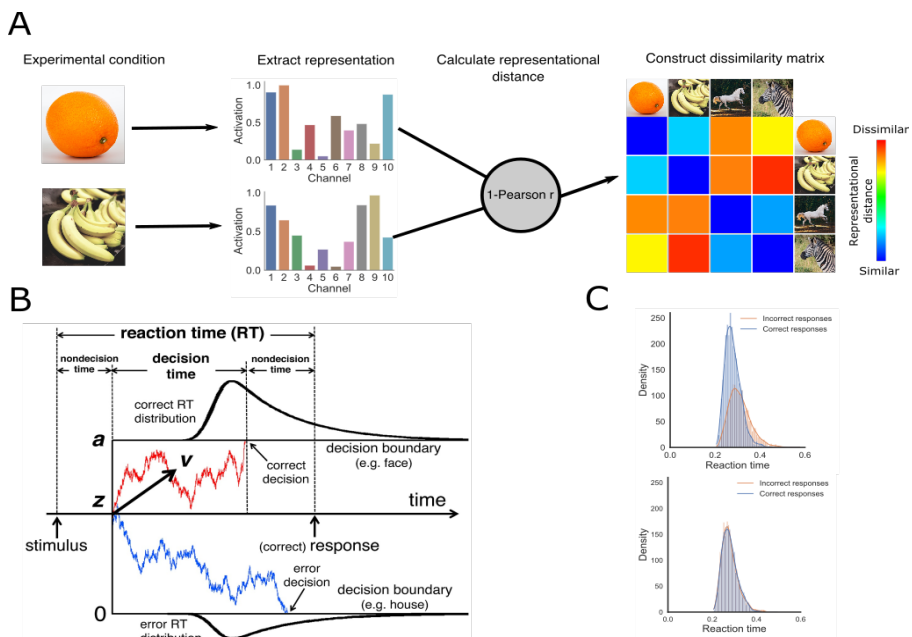 A
Experimental condition
Extract representation
Calculate representational
distance
Construct dissimilarity matrix
1.0
0.5
0.0
Activation
1 2 3 4 5 6 7 8 9 10
Channel
1.0
0.5
0.0
Activation
1 2 3 4 5 6 7 8 9 10
Channel
1-Pearson r
Dissimilar
Representational
distance
Similar
B
reaction time (RT)
nondecision
time
decision
time
nondecision
time
correct RT
distribution
a
decision boundary
(e.g. face)
correct
decision
v
z
time
stimulus
(correct) response
error
decision
decision boundary
(e.g. house)
0
error RT
distribution
C
Incorrect responses
Correct responses
250
200
150
100
50
0
Density
0.0 0.2 0.4 0.6
Reaction time
Incorrect responses
Correct responses
250
200
150
100
50
0
Density
0.0 0.2 0.4 0.6
Reaction time